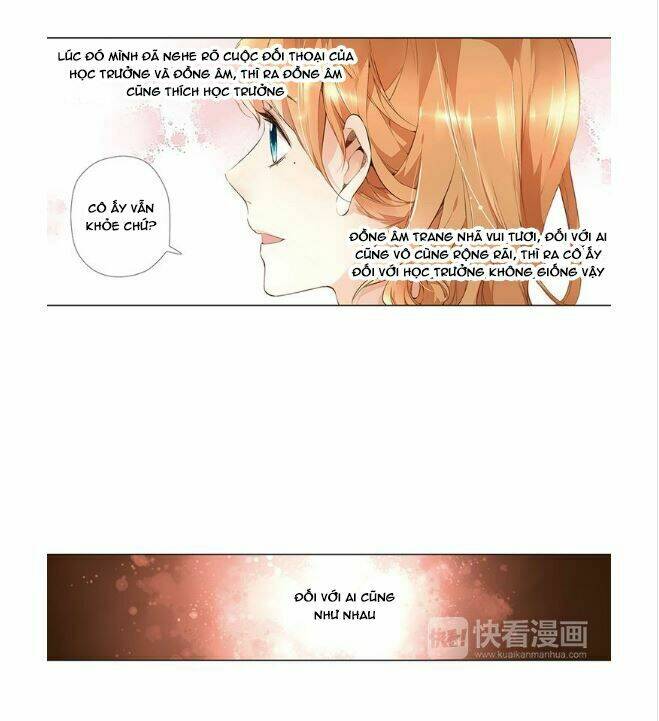 LÚC ĐÓ MÌNH ĐÃ NGHE RÕ CUỘC ĐỐI THOẠI CỦA
HỌC TRƯỞNG VÀ ĐỒNG ÂM, THÌ RA ĐỒNG ÂM
CŨNG THÍCH HỌC TRƯỞNG
CÔ ẤY VẪN
KHỎE CHỨ?
ĐỒNG ÂM TRANG NHÃ VUI TƯƠI, ĐỐI VỚI AI
CŨNG VÔ CÙNG RỘNG RÃI, THÌ RA CÔ ẤY
ĐỐI VỚI HỌC TRƯỞNG KHÔNG GIỐNG VẬY
ĐỐI VỚI AI CŨNG
NHƯ NHAU
快看!
快看漫画
www.kuaikanmanhua.com